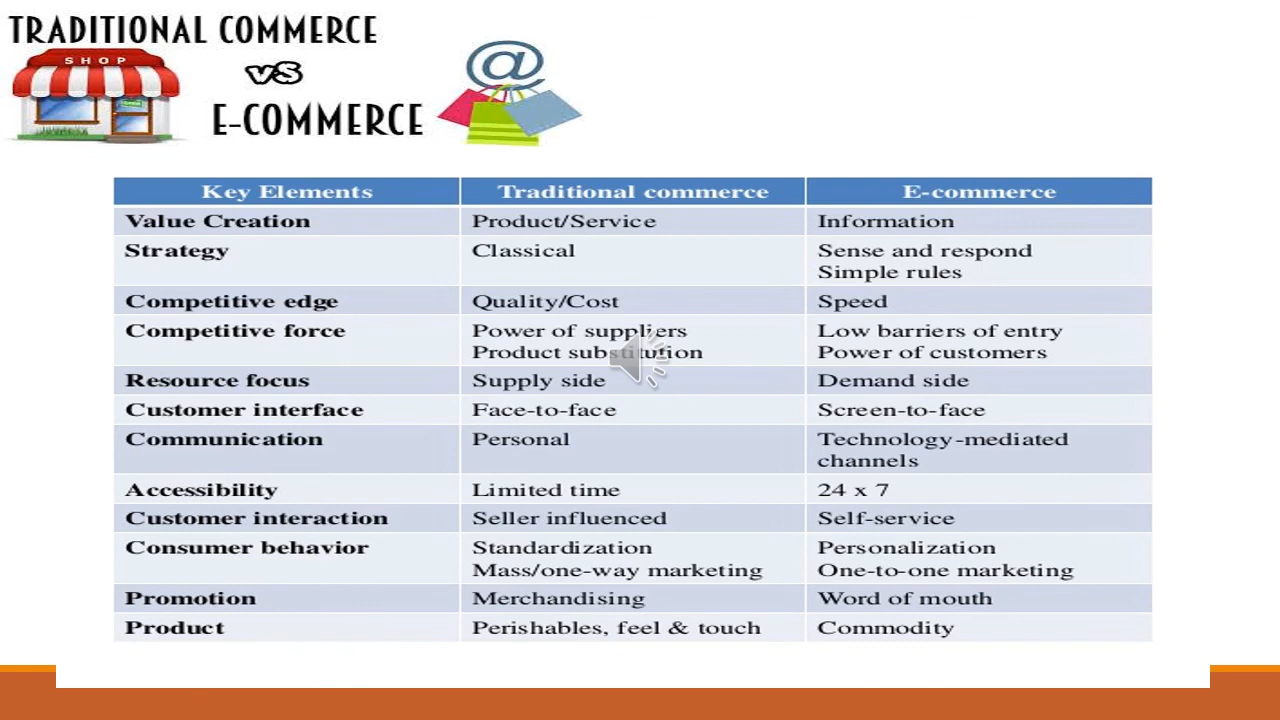 TRADITIONAL COMMERCE
SHOP
vs
E-COMMERCE
@
Key Elements Traditional commerce E-commerce
Value Creation Product/Service Information
Strategy Classical Sense and respond
Simple rules
Competitive edge Quality/Cost Speed
Competitive force Power of suppliers Low barriers of entry
Product substitution Power of customers
Resource focus Supply side Demand side
Customer interface Face-to-face Screen-to-face
Communication Personal Technology-mediated
channels
Accessibility Limited time 24 x 7
Customer interaction Seller influenced Self-service
Consumer behavior Standardization Personalization
Mass/one-way marketing One-to-one marketing
Promotion Merchandising Word of mouth
Product Perishables, feel & touch Commodity